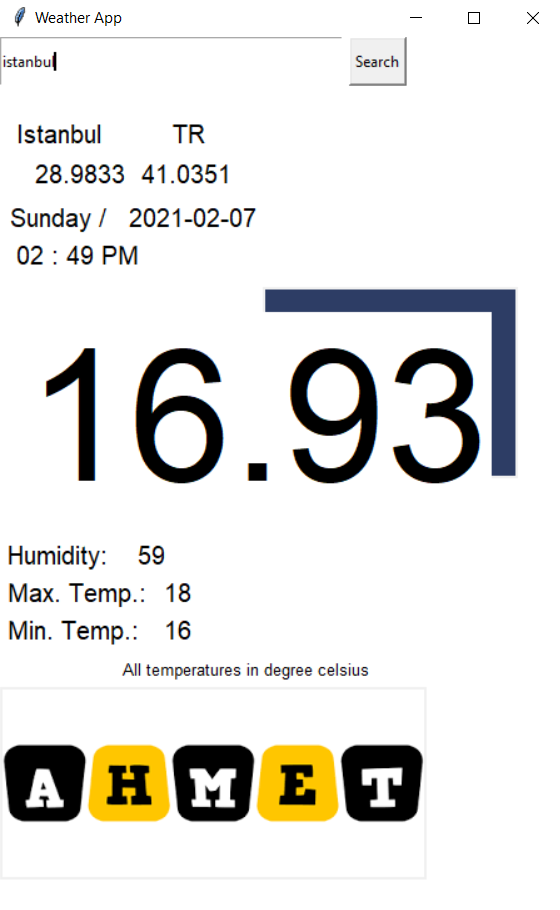 Weather App
istanbul Search
Istanbul TR
28.9833 41.0351
Sunday / 2021-02-07
02 : 49 PM
16.93
Humidity: 59
Max. Temp.: 18
Min. Temp.: 16
All temperatures in degree celsius
AHMET